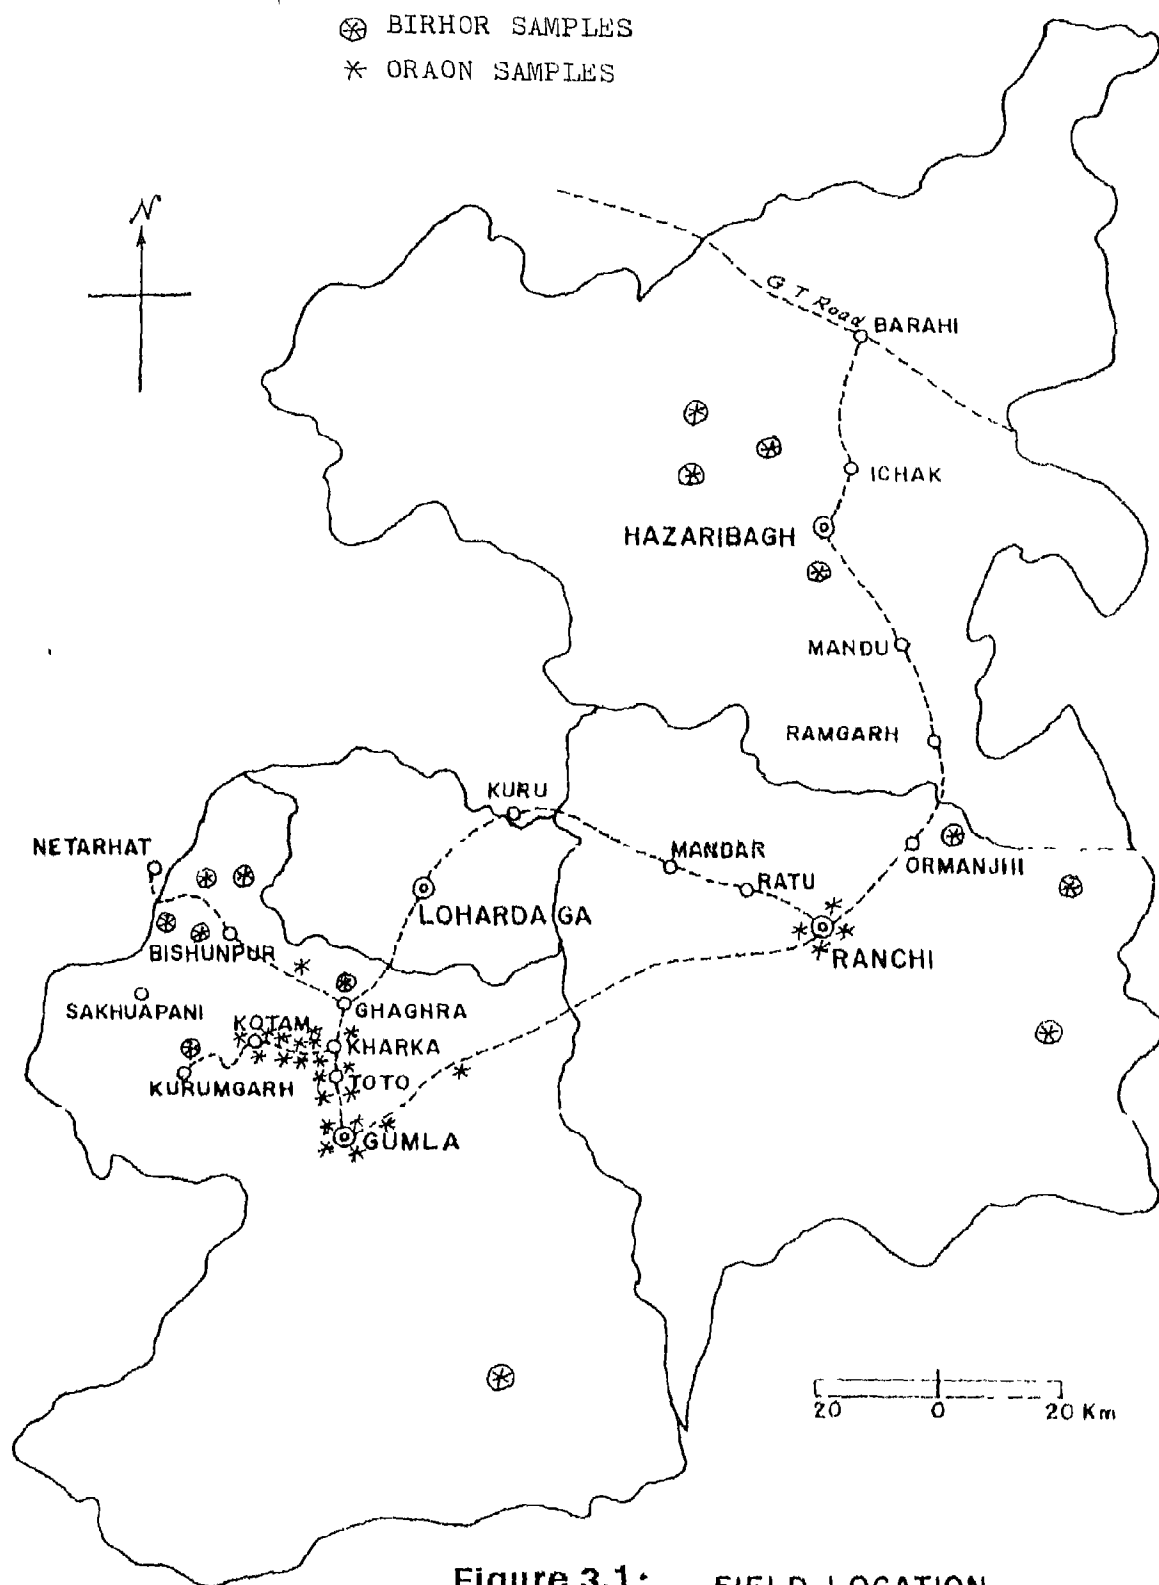 BIRHOR SAMPLES
ORAON SAMPLES
N
G T Road
BARAHI
ICHAK
HAZARIBAGH
MANDU
RAMGARH
KURU
NETARHAT
MANDAR
RATU
ORMANJHI
LOHARDAGA
BISHUNPUR
RANCHI
SAKHUAPANI
KOTAM
GHAGHRA
KHARKA
KURUMGARH
TOTO
GUMLA
20 0 20 Km
Figure 3.1: FIELD LOCATION